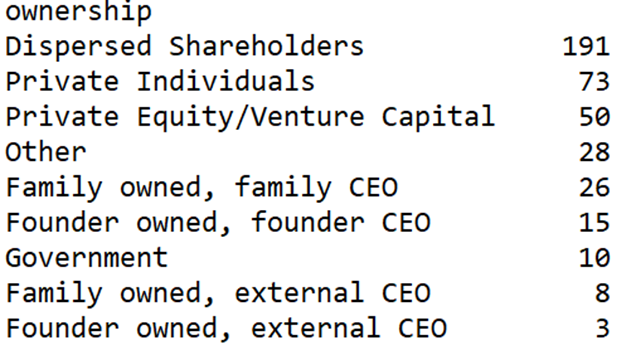 ownership
Dispersed Shareholders 191
Private Individuals 73
Private Equity/Venture Capital 50
Other 28
Family owned, family CEO 26
Founder owned, founder CEO 15
Government 10
Family owned, external CEO 8
Founder owned, external CEO 3